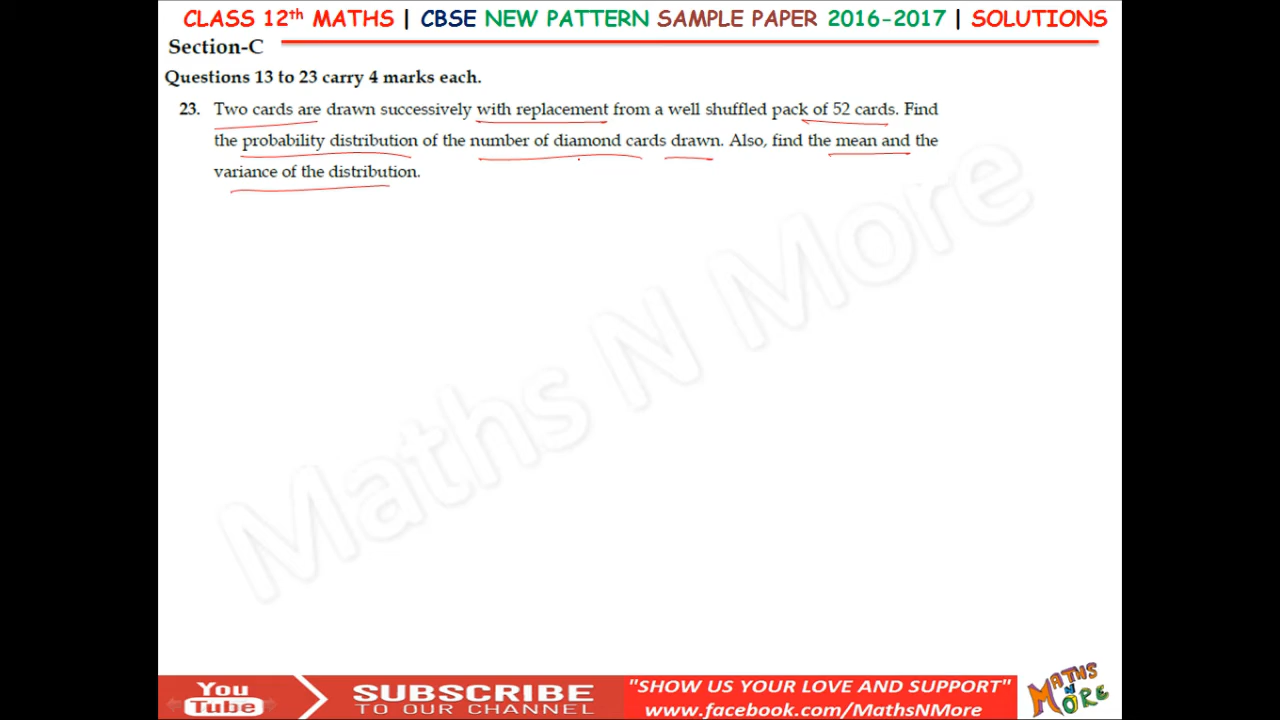 CLASS 12th MATHS | CBSE NEW PATTERN SAMPLE PAPER 2016-2017 | SOLUTIONS
Section-C
Questions 13 to 23 carry 4 marks each.
23. Two cards are drawn successively with replacement from a well shuffled pack of 52 cards. Find
the probability distribution of the number of diamond cards drawn. Also, find the mean and the
variance of the distribution.
Maths N More
You
Tube
SUBSCRIBE
TO OUR CHANNEL
"SHOW US YOUR LOVE AND SUPPORT"
www.facebook.com/MathsNMore
MATHS
N
MORE